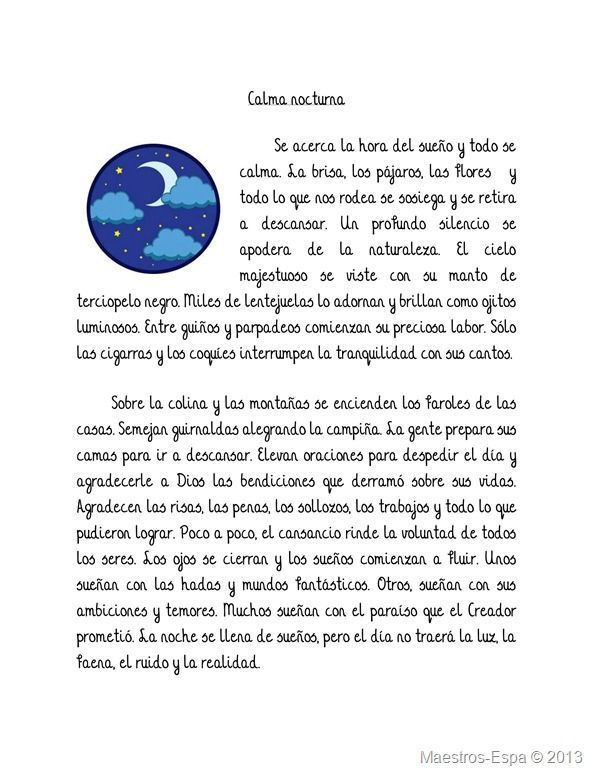 Calma nocturna
Se acerca la hora del sueño y todo se
calma. La brisa, los pájaros, las flores y
todo lo que nos rodea se sosiega y se retira
a descansar. Un profundo silencio se
apodera de la naturaleza. El cielo
majestuoso se viste con su manto de
terciopelo negro. Miles de lentejuelas lo adornan y brillan como ojitos
luminosos. Entre guiños y parpadeos comienzan su preciosa labor. Sólo
las cigarras y los coquíes interrumpen la tranquilidad con sus cantos.
Sobre la colina y las montañas se encienden los faroles de las
casas. Semejan guirnaldas alegrando la campiña. La gente prepara sus
camas para ir a descansar. Elevan oraciones para despedir el día y
agradecerle a Dios las bendiciones que derramó sobre sus vidas.
Agradecen las risas, las penas, los sollozos, los trabajos y todo lo que
pudieron lograr. Poco a poco, el cansancio rinde la voluntad de todos
los seres. Los ojos se cierran y los sueños comienzan a fluir. Unos
sueñan con las hadas y mundos fantásticos. Otros, sueñan con sus
ambiciones y temores. Muchos sueñan con el paraíso que el Creador
prometió. La noche se llena de sueños, pero el día no traerá la luz, la
faena, el ruido y la realidad.
Maestros-Espa © 2013